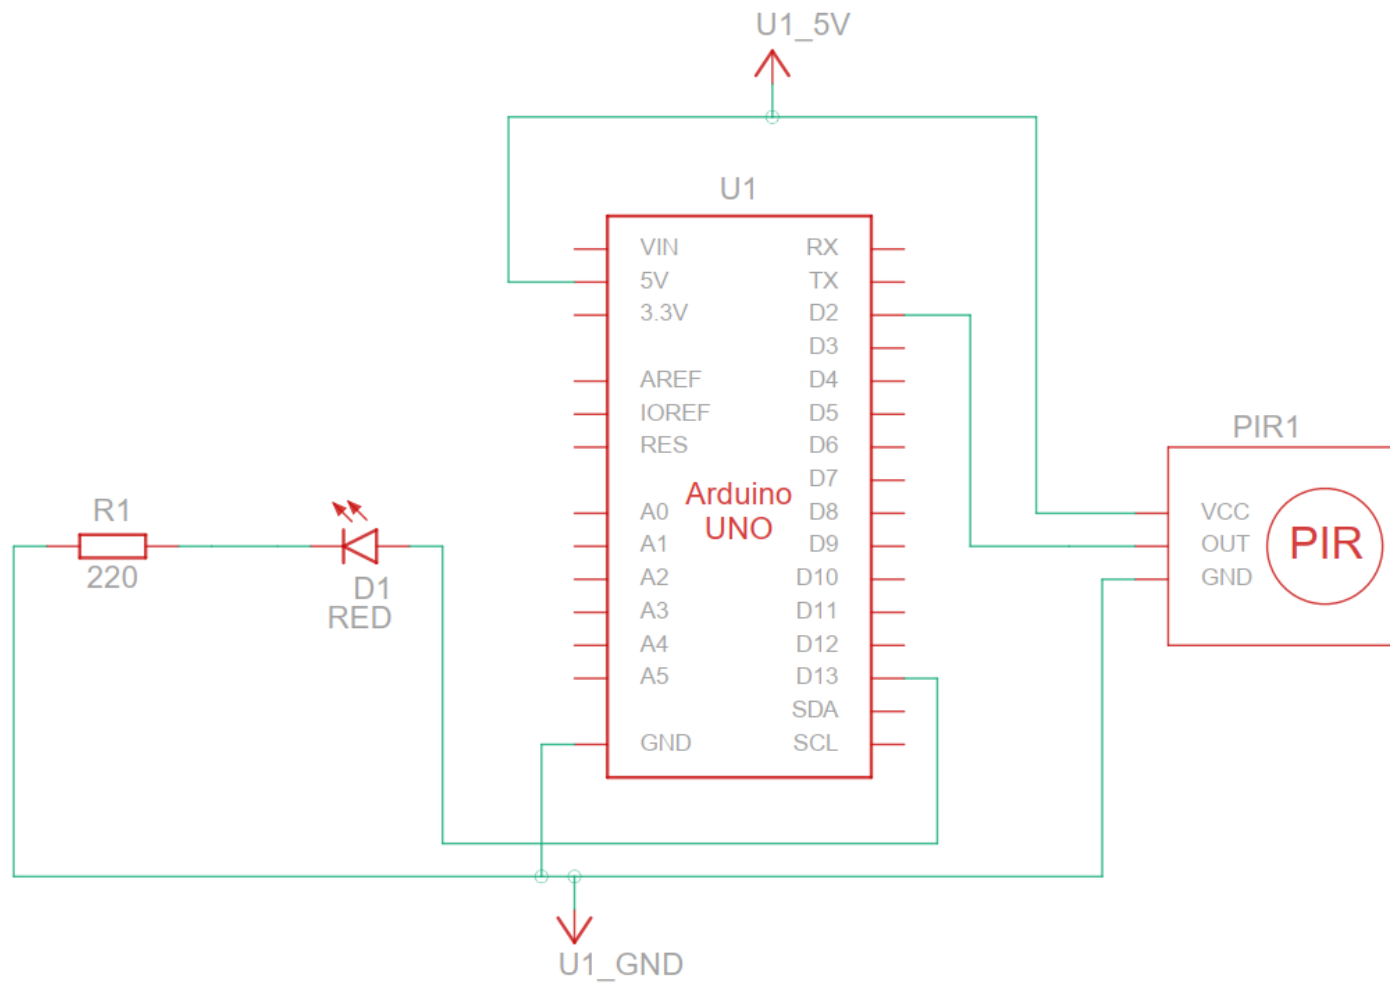 U1_5V
U1
VIN
5V
3.3V
AREF
IOREF
RES
A0
A1
A2
A3
A4
A5
GND
Arduino
UNO
RX
TX
D2
D3
D4
D5
D6
D7
D8
D9
D10
D11
D12
D13
SDA
SCL
R1
220
D1
RED
PIR1
VCC
OUT
GND
PIR
U1_GND